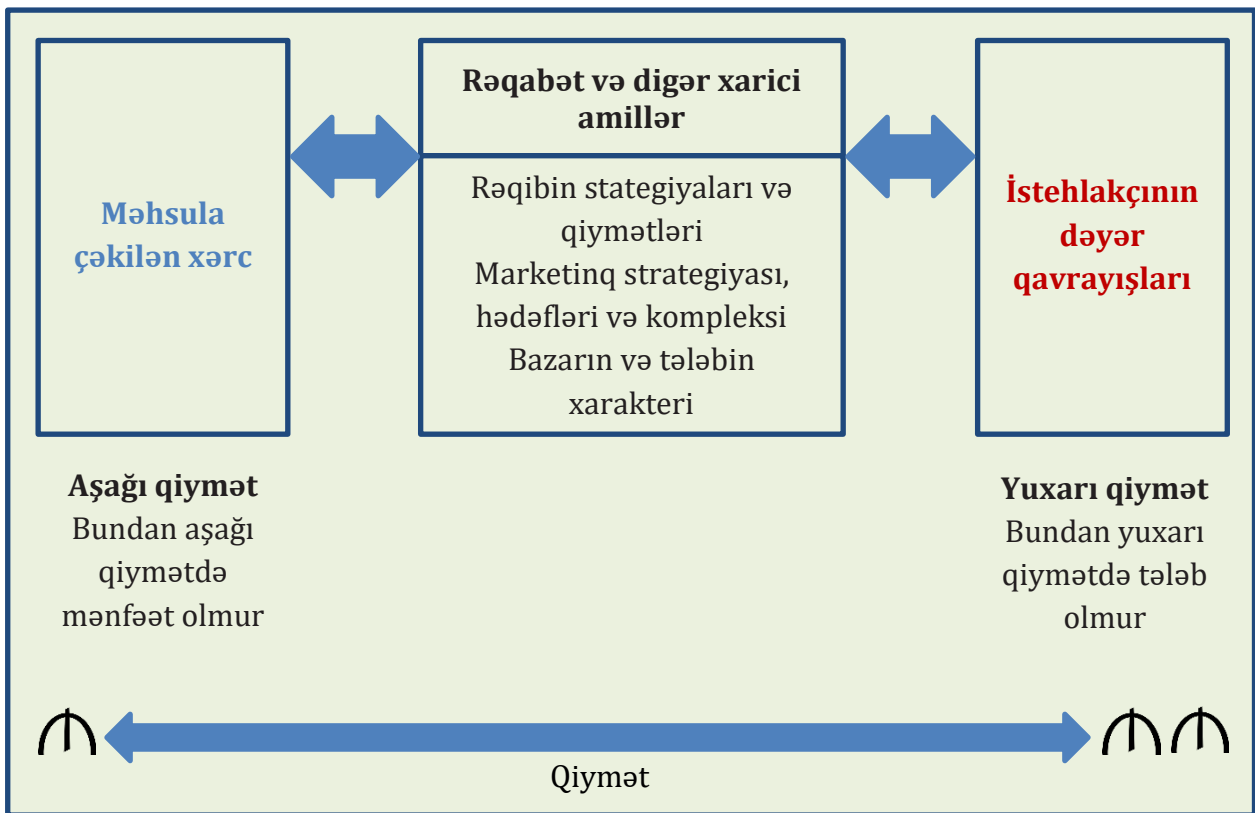 Məhsula
çəkilən xərc
Rəqabət və digər xarici
amillər
Rəqibin stategiyaları və
qiymətləri
Marketinq strategiyası,
hədəfləri və kompleksi
Bazarın və tələbin
xarakteri
İstehlakçının
dəyər
qavrayışları
Aşağı qiymət
Bundan aşağı
qiymətdə
mənfəət olmur
Yuxarı qiymət
Bundan yuxarı
qiymətdə tələb
olmur
₼
₼₼
Qiymət